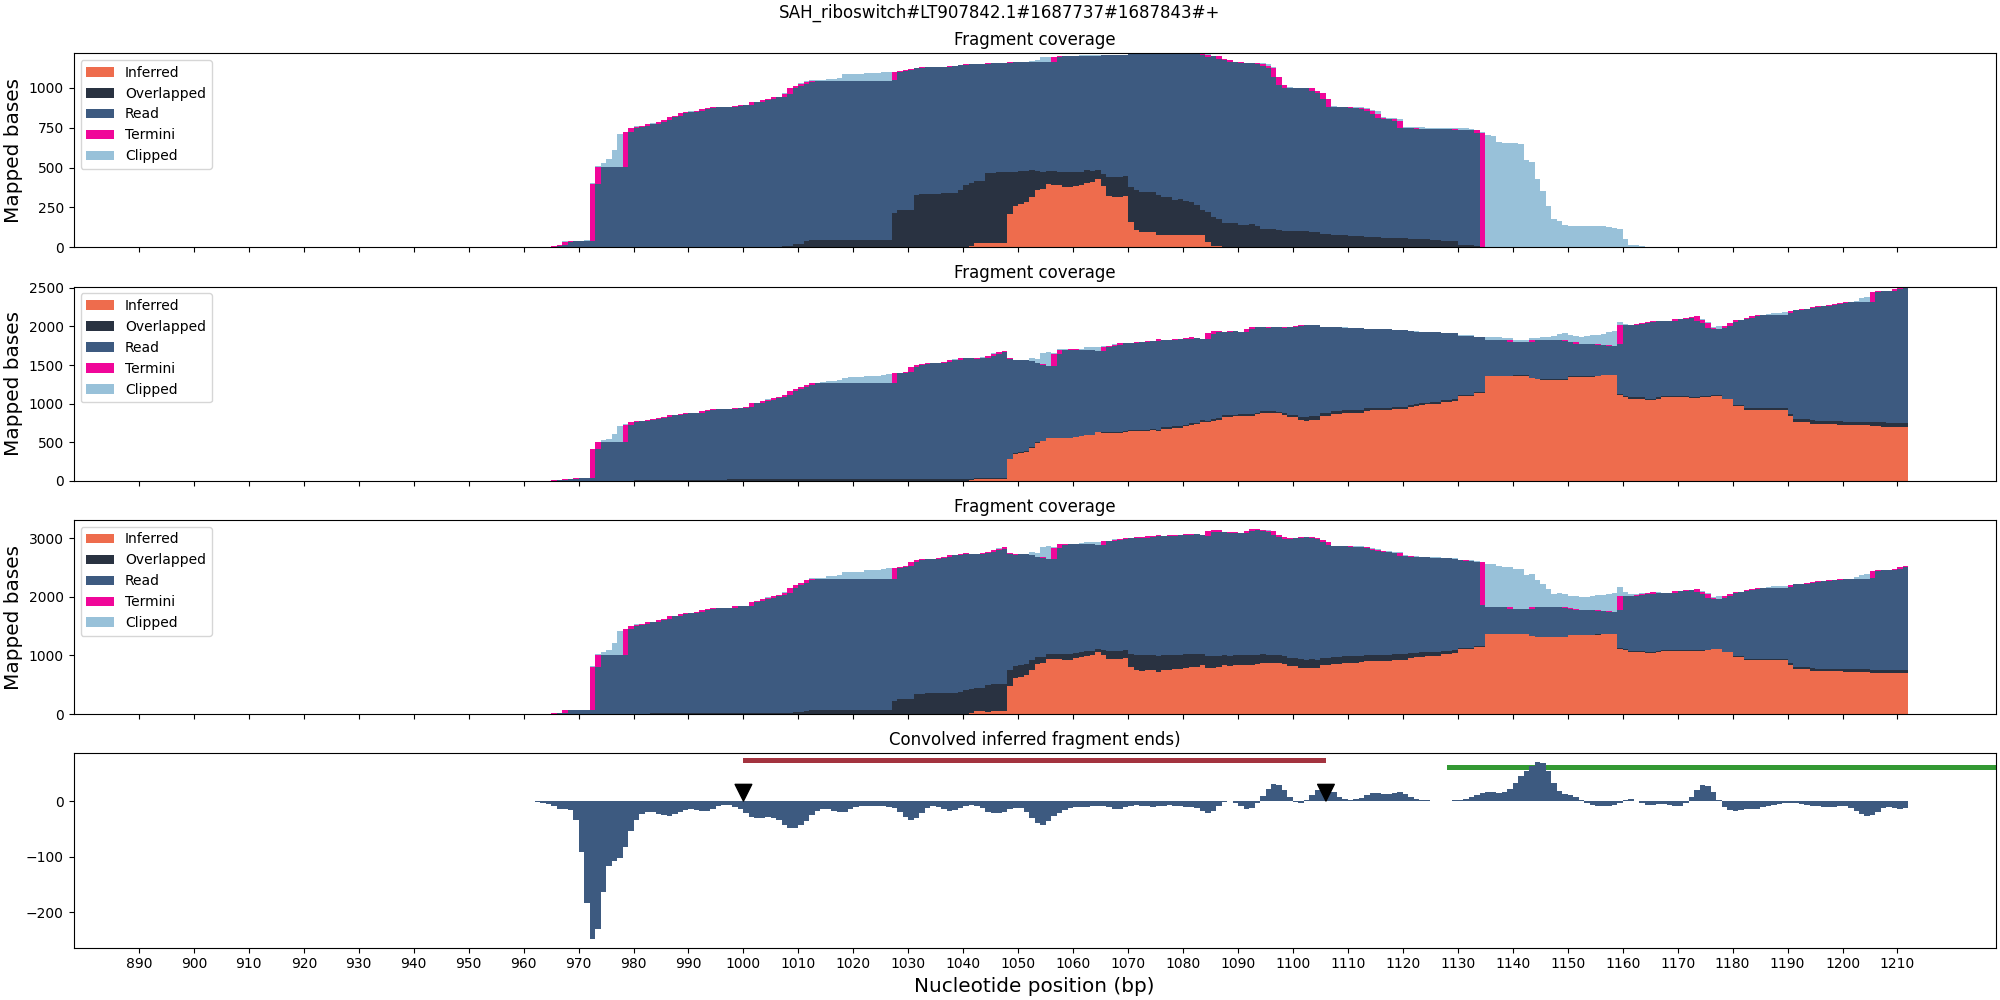 SAH_riboswitch#LT907842.1#1687737#1687843#+
Fragment coverage
Mapped bases
1000
750
500
250
0
Inferred
Overlapped
Read
Termini
Clipped
Fragment coverage
Mapped bases
2500
2000
1500
1000
500
0
Inferred
Overlapped
Read
Termini
Clipped
Fragment coverage
Mapped bases
3000
2000
1000
0
Inferred
Overlapped
Read
Termini
Clipped
Convolved inferred fragment ends)
0
−100
−200
890 900 910 920 930 940 950 960 970 980 990 1000 1010 1020 1030 1040 1050 1060 1070 1080 1090 1100 1110 1120 1130 1140 1150 1160 1170 1180 1190 1200 1210
Nucleotide position (bp)